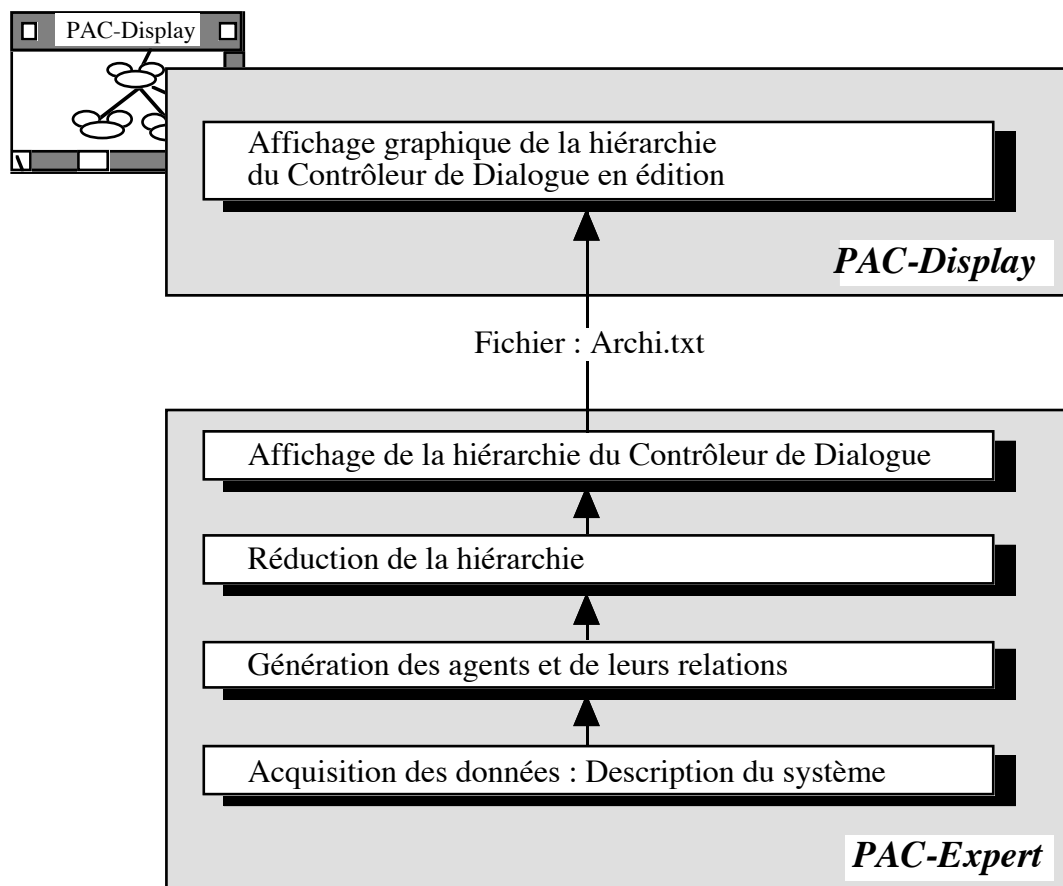 PAC-Display
Affichage graphique de la hiérarchie
du Contrôleur de Dialogue en édition
PAC-Display
Fichier : Archi.txt
Affichage de la hiérarchie du Contrôleur de Dialogue
Réduction de la hiérarchie
Génération des agents et de leurs relations
Acquisition des données : Description du système
PAC-Expert